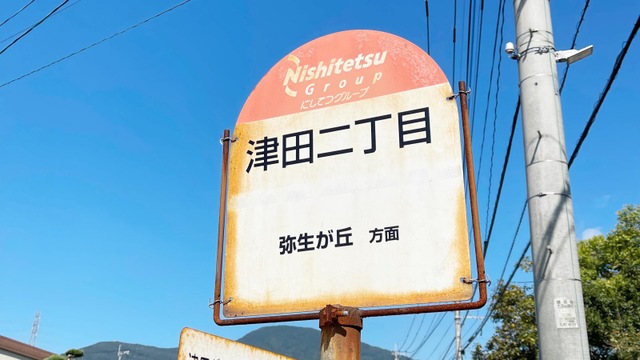 Nishitetsu
Group
にしてつグループ
津田二丁目
弥生が丘 方面